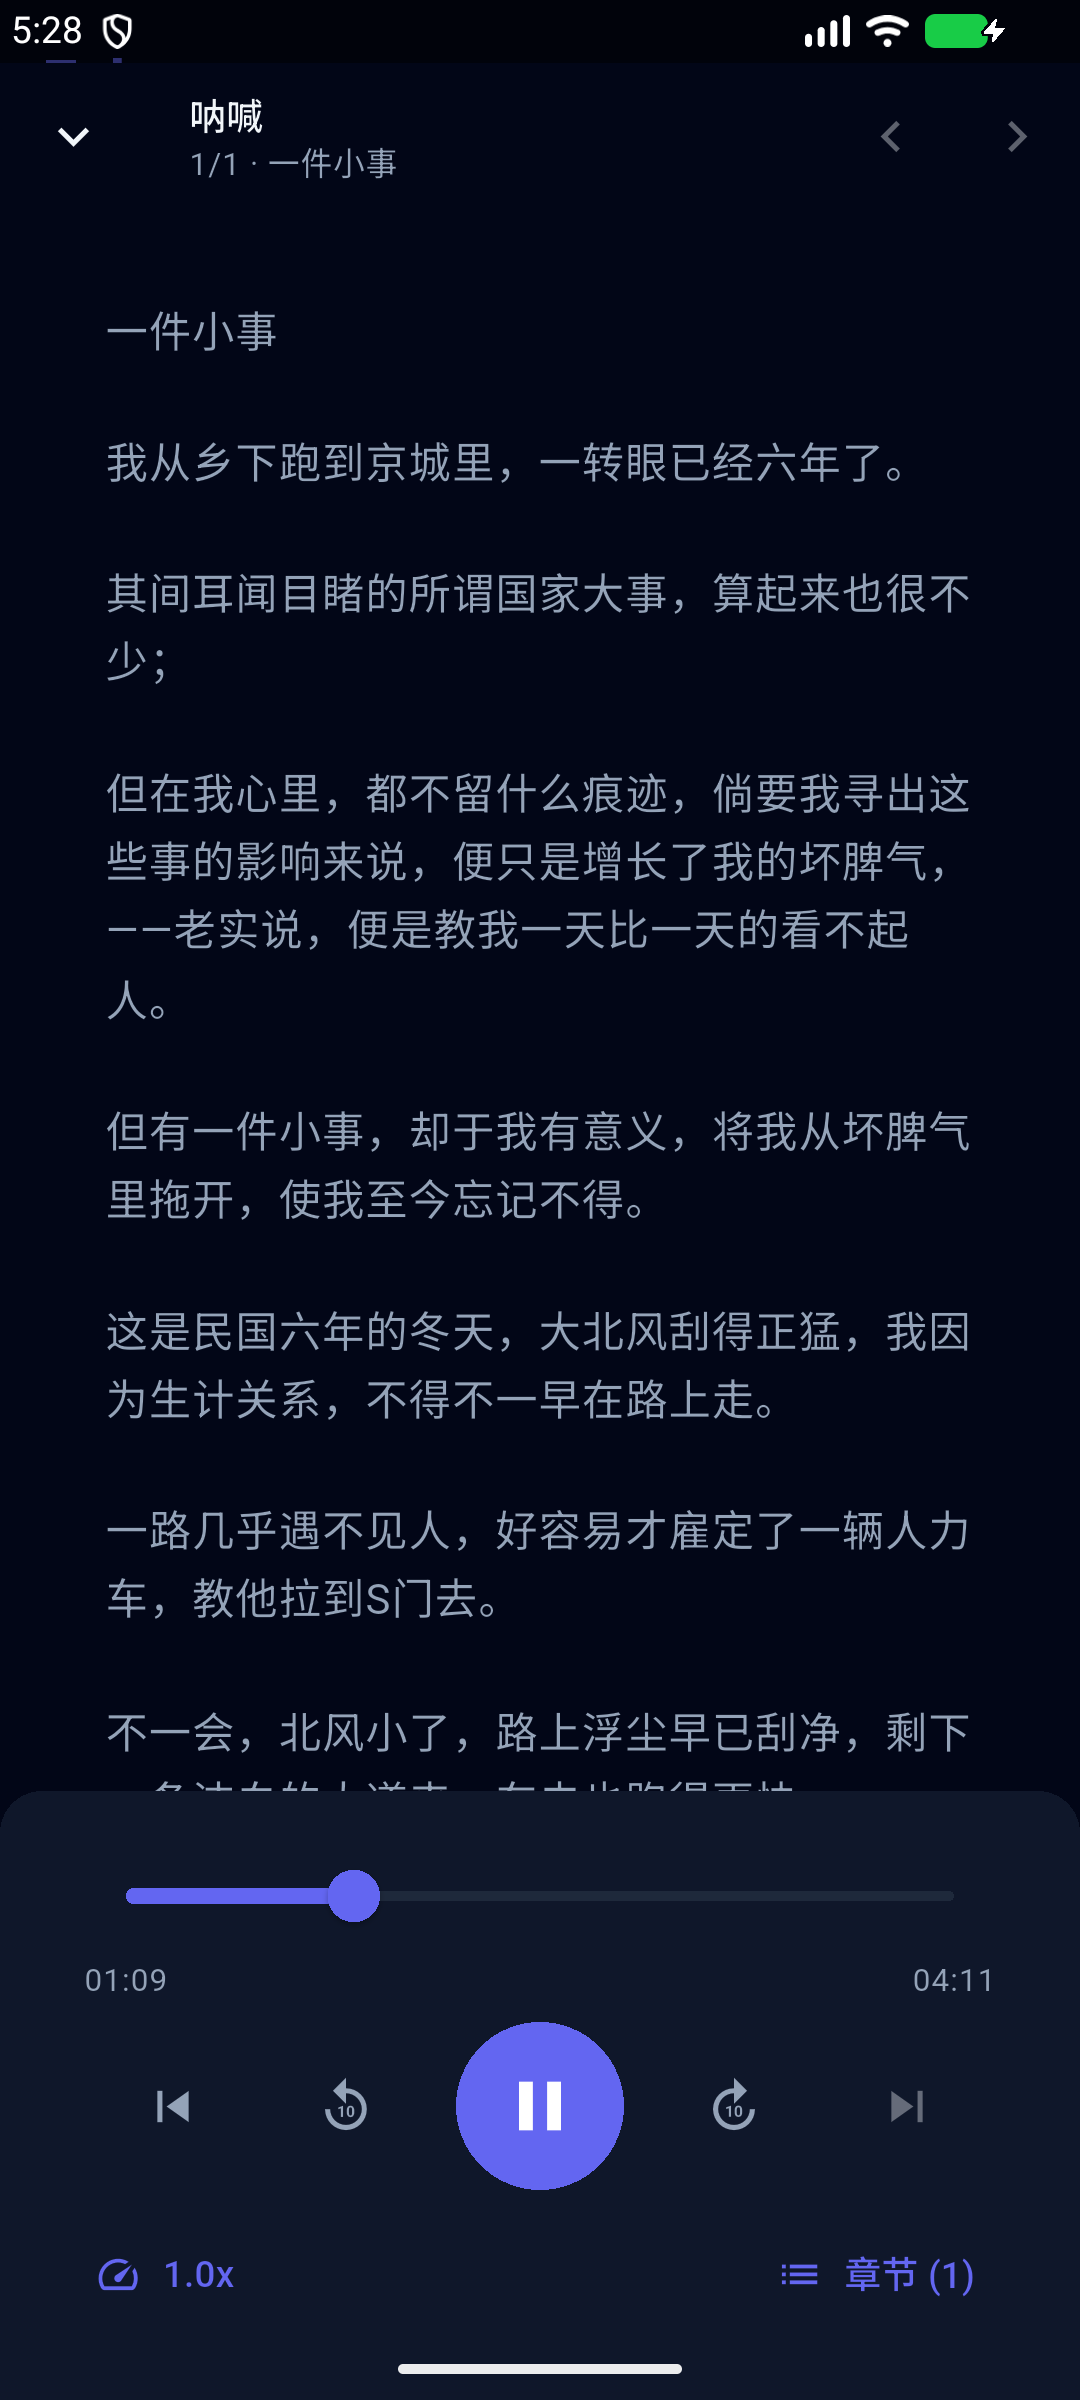 5:28
呐喊
1/1 · 一件小事
一件小事
我从乡下跑到京城里，一转眼已经六年了。
其间耳闻目睹的所谓国家大事，算起来也很不
少；
但在我心里，都不留什么痕迹，倘要我寻出这
些事的影响来说，便只是增长了我的坏脾气，
——老实说，便是教我一天比一天的看不起
人。
但有一件小事，却于我有意义，将我从坏脾气
里拖开，使我至今忘记不得。
这是民国六年的冬天，大北风刮得正猛，我因
为生计关系，不得不一早在路上走。
一路几乎遇不见人，好容易才雇定了一辆人力
车，教他拉到S门去。
不一会，北风小了，路上浮尘早已刮净，剩下
01:09
04:11
10
10
1.0x
章节 (1)